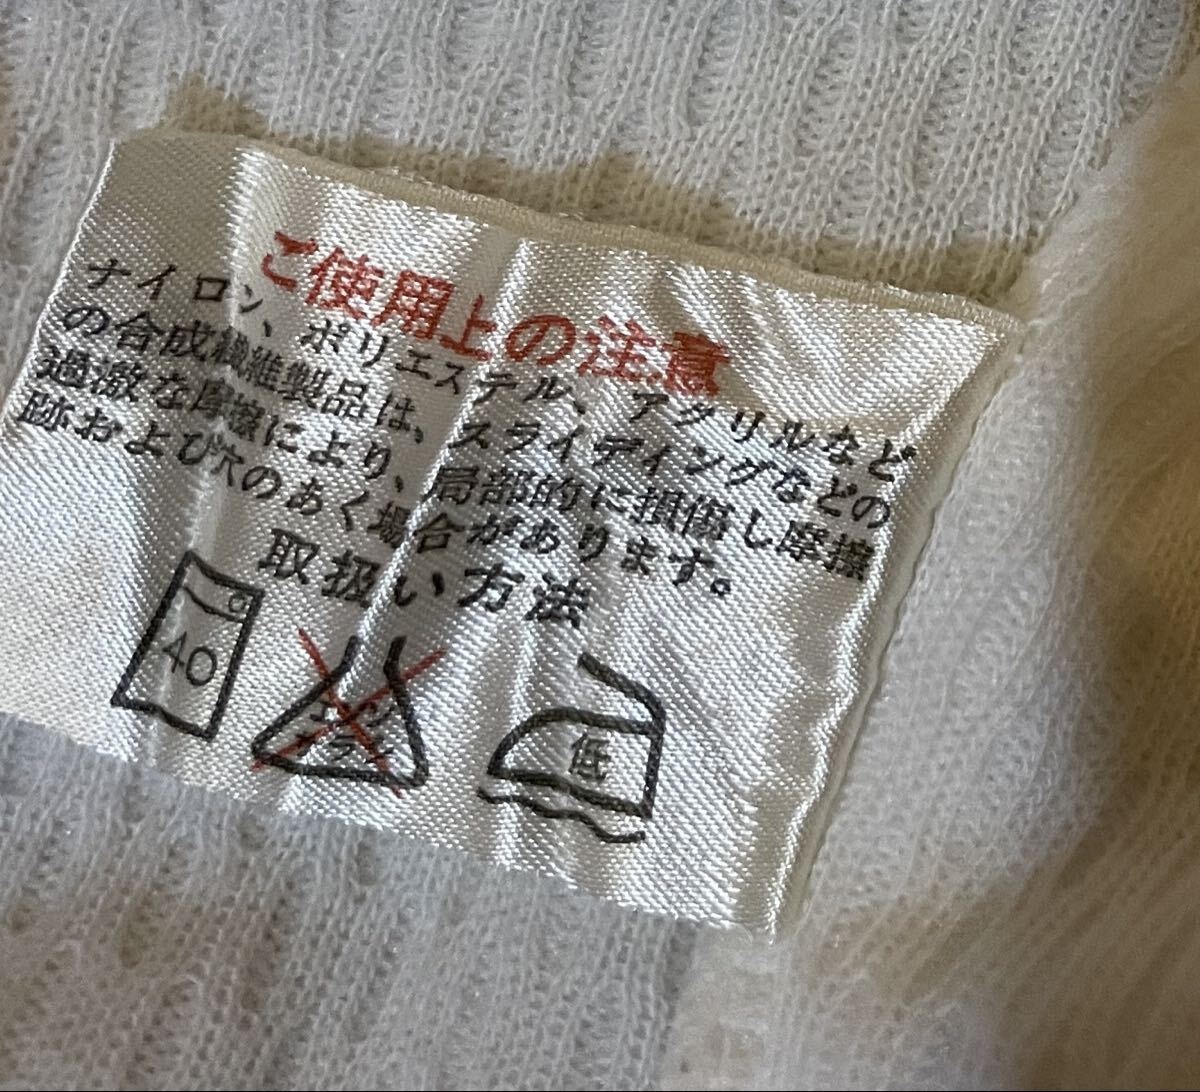 ご使用上の注意
ナイロン、ポリエステル、アクリルなど
の合成繊維製品は、スライディングなどの
過激な摩擦により、局部的に損傷し摩擦
跡および穴のあく場合があります。
取扱い方法
40
低